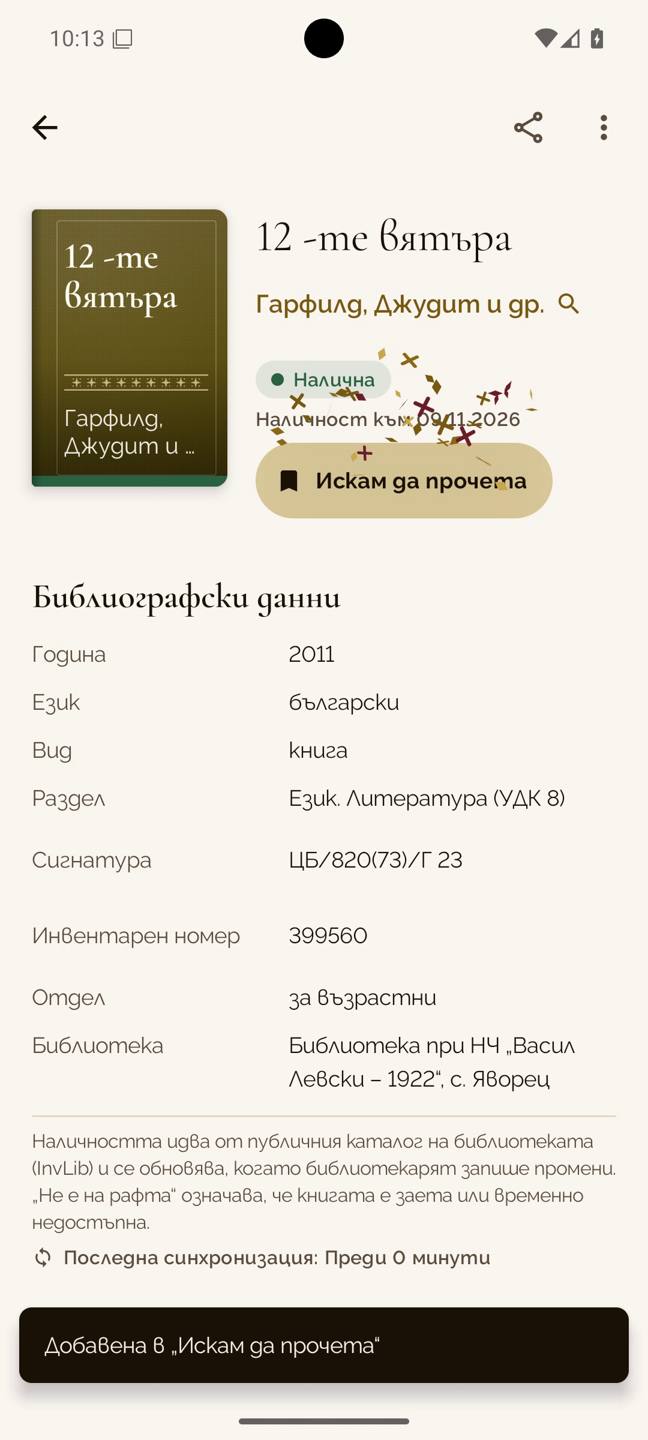 10:13
12 -те
вятъра
Гарфилд,
Джудит и ...
12 -те вятъра
Гарфилд, Джудит и др.
Налична
Наличност към 09.11.2026
Искам да прочета
Библиографски данни
Година 2011
Език български
Вид книга
Раздел Език. Литература (УДК 8)
Сигнатура ЦБ/820(73)/Г 23
Инвентарен номер 399560
Отдел за възрастни
Библиотека Библиотека при НЧ „Васил
Левски – 1922“, с. Яворец
Наличността идва от публичния каталог на библиотеката
(InvLib) и се обновява, когато библиотекарят запише промени.
„Не е на рафта“ означава, че книгата е заета или временно
недостъпна.
Последна синхронизация: Преди 0 минути
Добавена в „Искам да прочета“